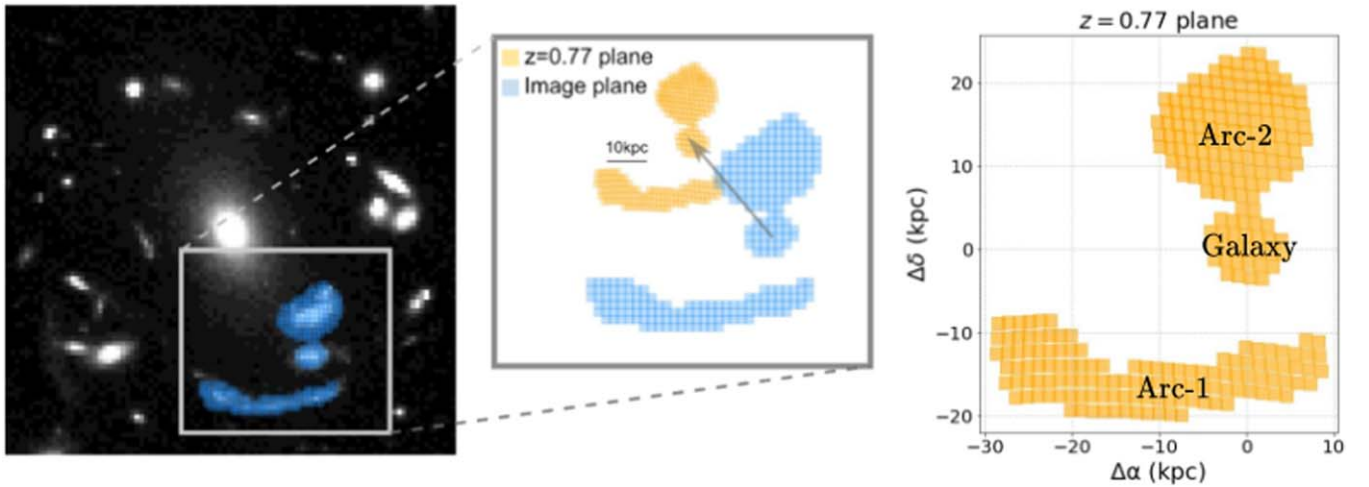 z=0.77 plane
Image plane
10kpc
z = 0.77 plane
Δδ (kpc)
20
10
0
−10
−20
Arc-2
Galaxy
Arc-1
−30 −20 −10 0 10
Δα (kpc)